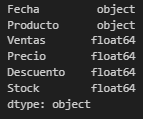 Fecha object
Producto object
Ventas float64
Precio float64
Descuento float64
Stock float64
dtype: object